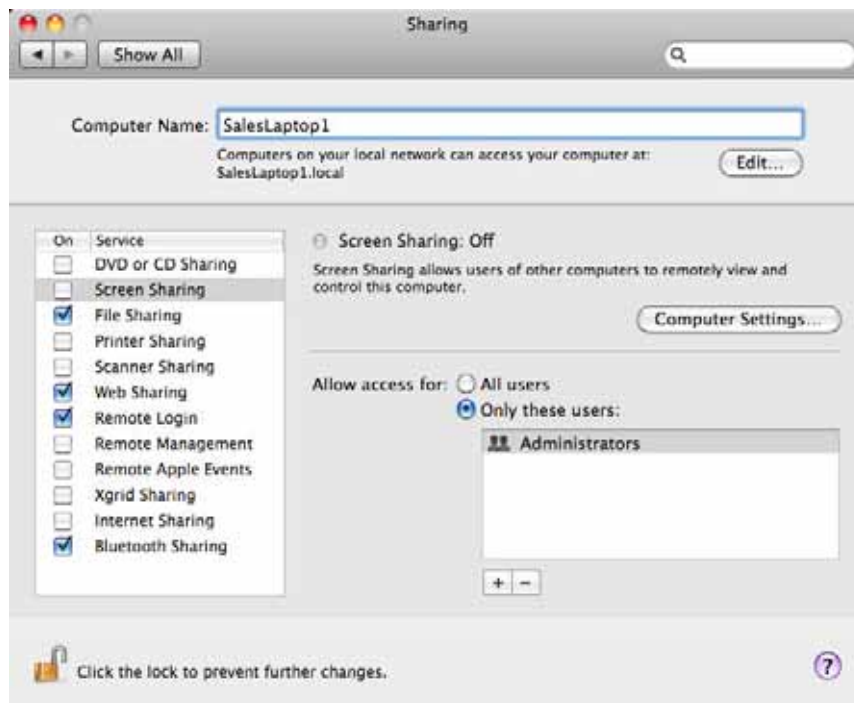 Sharing
Show All
Computer Name: SalesLaptop1
Computers on your local network can access your computer at:
SalesLaptop1.local
Edit...
On Service
DVD or CD Sharing
Screen Sharing
File Sharing
Printer Sharing
Scanner Sharing
Web Sharing
Remote Login
Remote Management
Remote Apple Events
Xgrid Sharing
Internet Sharing
Bluetooth Sharing
Screen Sharing: Off
Screen Sharing allows users of other computers to remotely view and
control this computer.
Computer Settings...
Allow access for: All users
Only these users:
Administrators
+ −
Click the lock to prevent further changes.
?